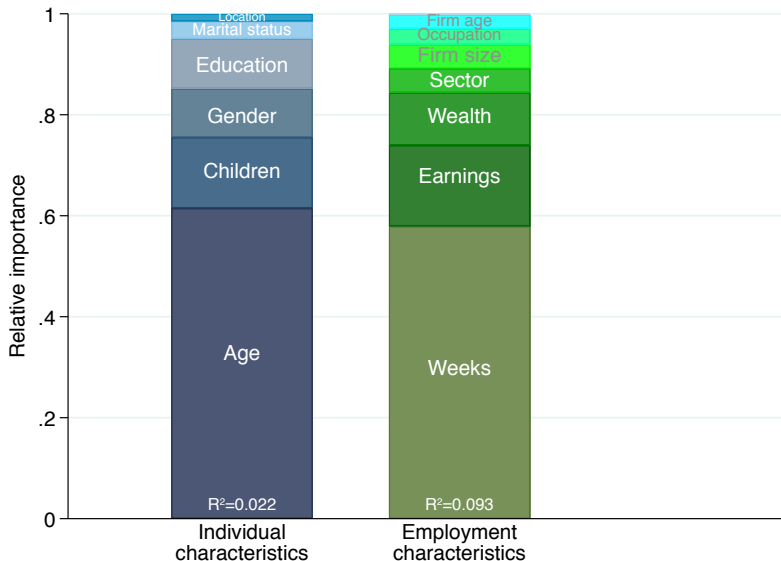 Relative importance
1
.8
.6
.4
.2
0
Location
Marital status
Education
Gender
Children
Age
R²=0.022
Individual
characteristics
Firm age
Occupation
Firm size
Sector
Wealth
Earnings
Weeks
R²=0.093
Employment
characteristics